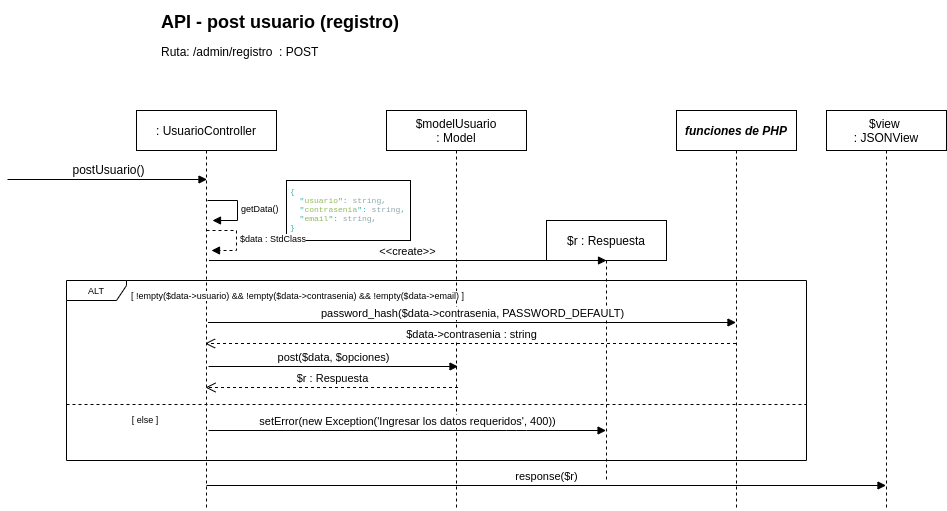 API - post usuario (registro)
Ruta: /admin/registro : POST
: UsuarioController
$modelUsuario
: Model
funciones de PHP
$view
: JSONView
postUsuario()
getData()
{
"usuario": string,
"contrasenia": string,
"email": string,
}
$data : StdClass
$r : Respuesta
<<create>>
ALT
[ !empty($data->usuario) && !empty($data->contrasenia) && !empty($data->email) ]
password_hash($data->contrasenia, PASSWORD_DEFAULT)
$data->contrasenia : string
post($data, $opciones)
$r : Respuesta
[ else ]
setError(new Exception('Ingresar los datos requeridos', 400))
response($r)